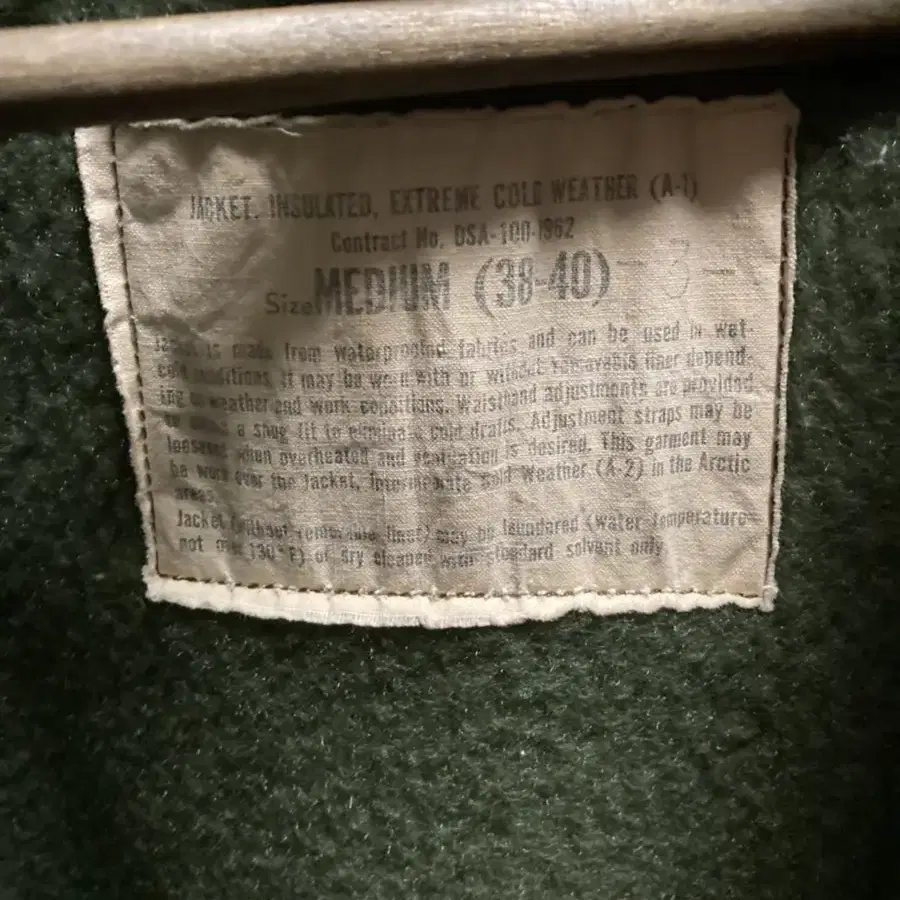 JACKET, INSULATED, EXTREME COLD WEATHER (A-1)
Contract No. DSA-100-1962
Size MEDIUM (38-40) -3-
Jacket is made from waterproofed fabrics and can be used in wet-
cold conditions. It may be worn with or without removable liner depend-
ing on weather and work conditions. Waistband adjustments are provided
to a snug fit to eliminate cold drafts. Adjustment straps may be
loosened when overheated and ventilation is desired. This garment may
be worn over the Jacket, Intermediate Cold Weather (A-2) in the Arctic
areas.
Jacket (without removable liner) may be laundered (water temperature
not over 130°F) or dry cleaned with standard solvent only.